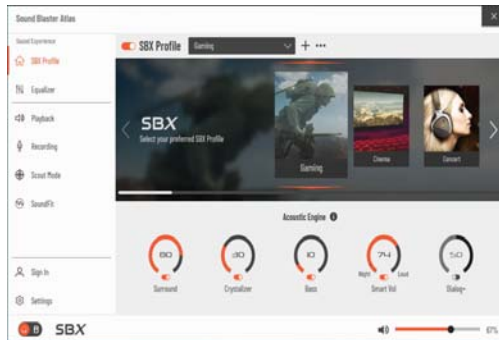 Sound Blaster Atlas
Sound Experience
SBX Profile
Equalizer
Playback
Recording
Scout Mode
SoundFit
Sign In
Settings
SBX Profile
Gaming
SBX
Select your preferred SBX Profile
Gaming
Cinema
Concert
Acoustic Engine
80
Surround
Crystalizer
10
Bass
74
Night Loud
Smart Vol
50
Dialog+
SBX
67%